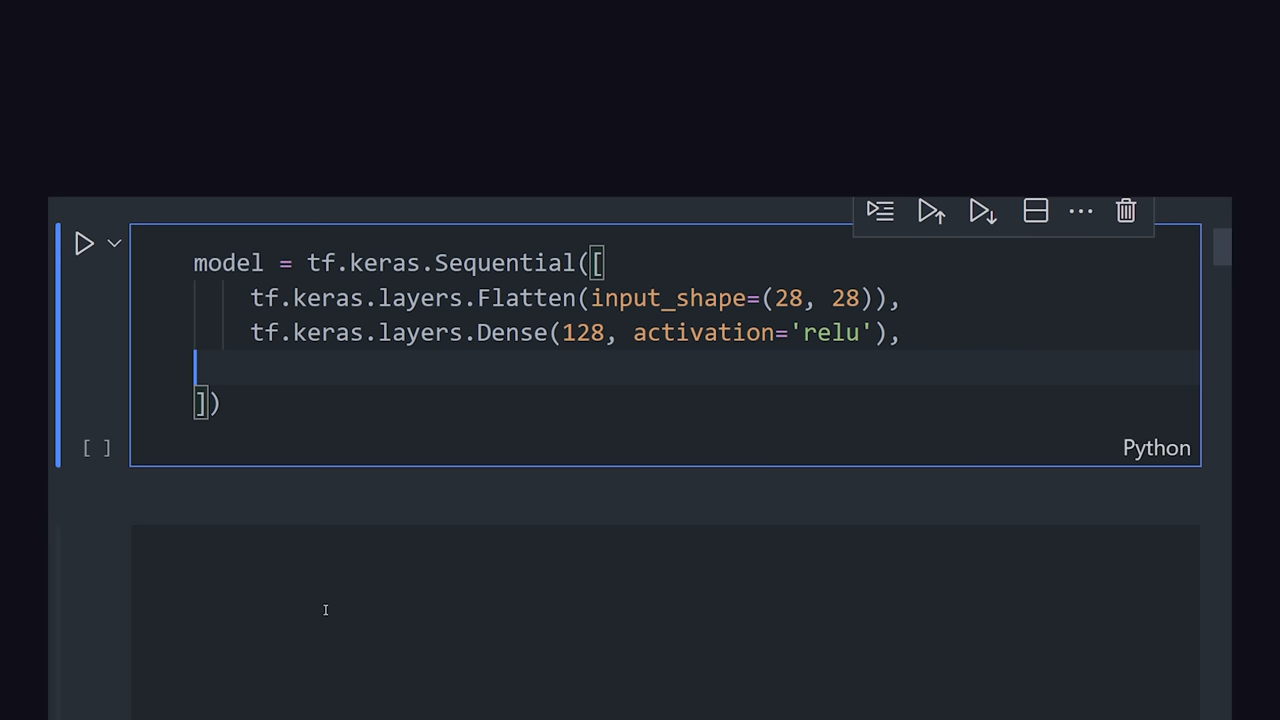 model = tf.keras.Sequential([
    tf.keras.layers.Flatten(input_shape=(28, 28)),
    tf.keras.layers.Dense(128, activation='relu'),
])
[ ]
Python